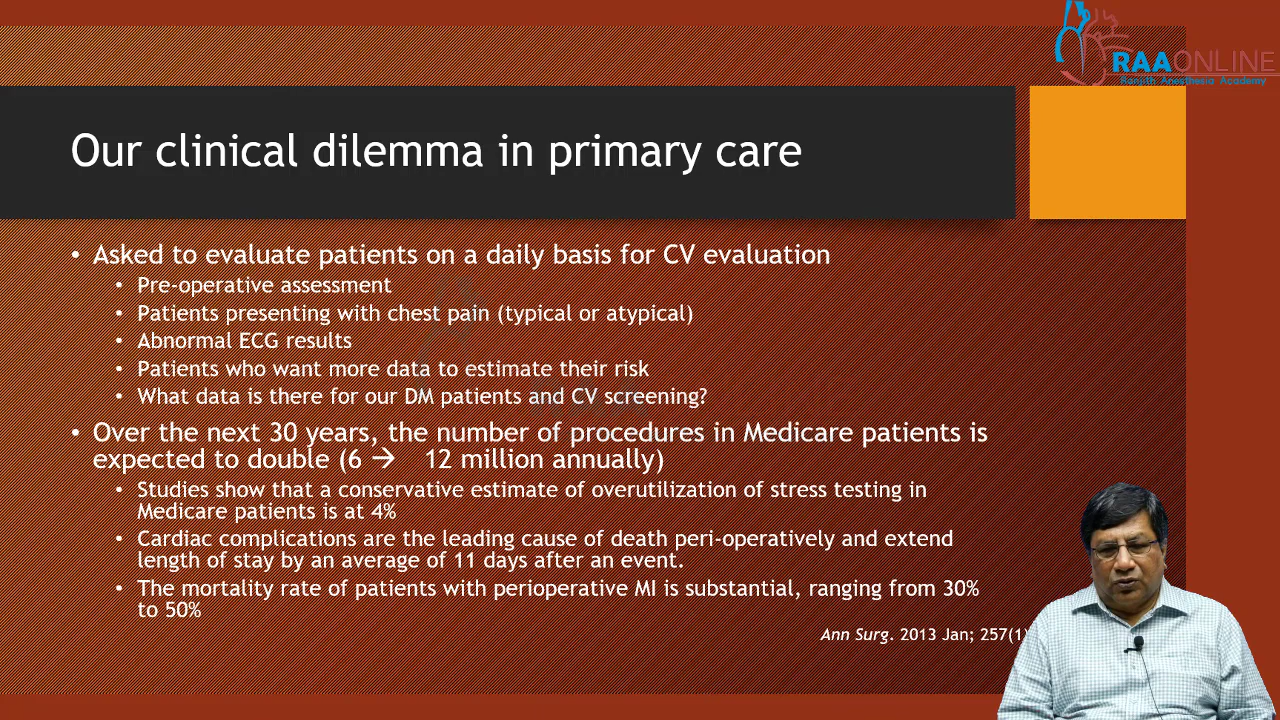 RAAONLINE
Ranjith Anesthesia Academy
Our clinical dilemma in primary care
• Asked to evaluate patients on a daily basis for CV evaluation
• Pre-operative assessment
• Patients presenting with chest pain (typical or atypical)
• Abnormal ECG results
• Patients who want more data to estimate their risk
• What data is there for our DM patients and CV screening?
• Over the next 30 years, the number of procedures in Medicare patients is
expected to double (6 → 12 million annually)
• Studies show that a conservative estimate of overutilization of stress testing in
Medicare patients is at 4%
• Cardiac complications are the leading cause of death peri-operatively and extend
length of stay by an average of 11 days after an event.
• The mortality rate of patients with perioperative MI is substantial, ranging from 30%
to 50%
Ann Surg. 2013 Jan; 257(1)